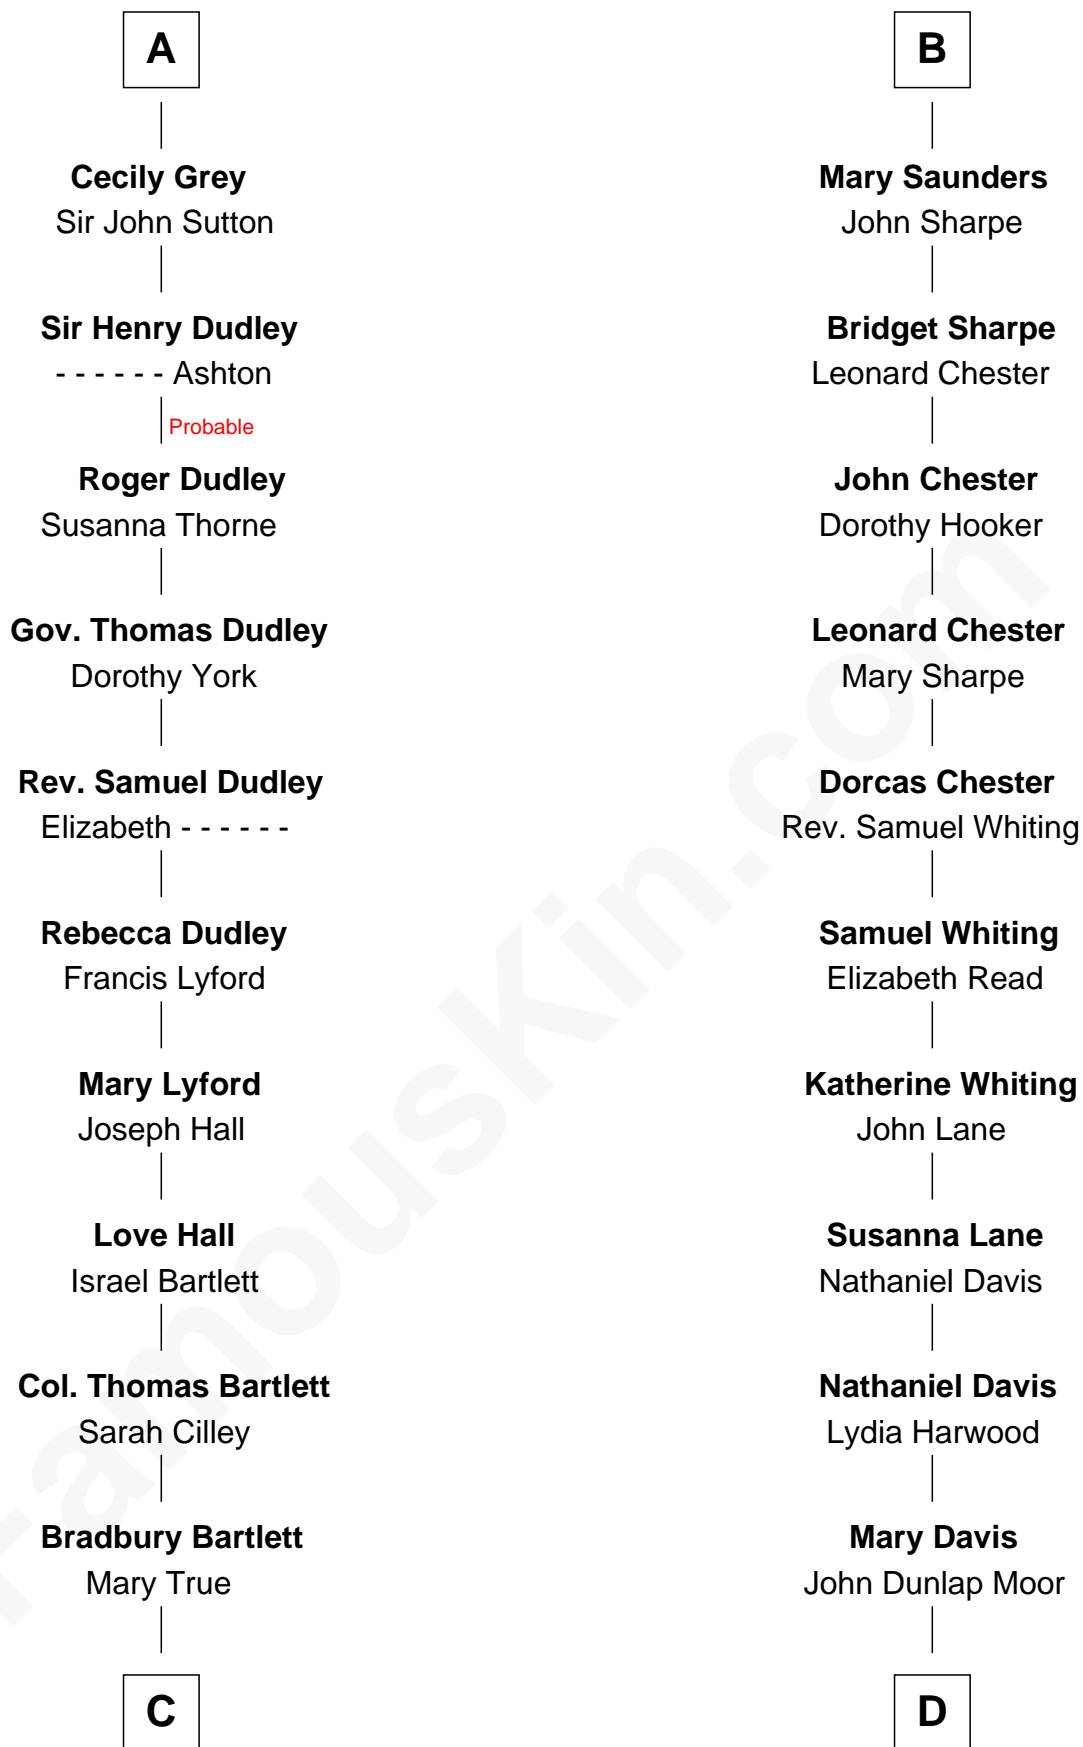 A
Cecily Grey
Sir John Sutton
Sir Henry Dudley
- - - - - - Ashton
Probable
Roger Dudley
Susanna Thorne
Gov. Thomas Dudley
Dorothy York
Rev. Samuel Dudley
Elizabeth - - - - - -
Rebecca Dudley
Francis Lyford
Mary Lyford
Joseph Hall
Love Hall
Israel Bartlett
Col. Thomas Bartlett
Sarah Cilley
Bradbury Bartlett
Mary True
C
B
Mary Saunders
John Sharpe
Bridget Sharpe
Leonard Chester
John Chester
Dorothy Hooker
Leonard Chester
Mary Sharpe
Dorcas Chester
Rev. Samuel Whiting
Samuel Whiting
Elizabeth Read
Katherine Whiting
John Lane
Susanna Lane
Nathaniel Davis
Nathaniel Davis
Lydia Harwood
Mary Davis
John Dunlap Moor
D
FamousKin.com